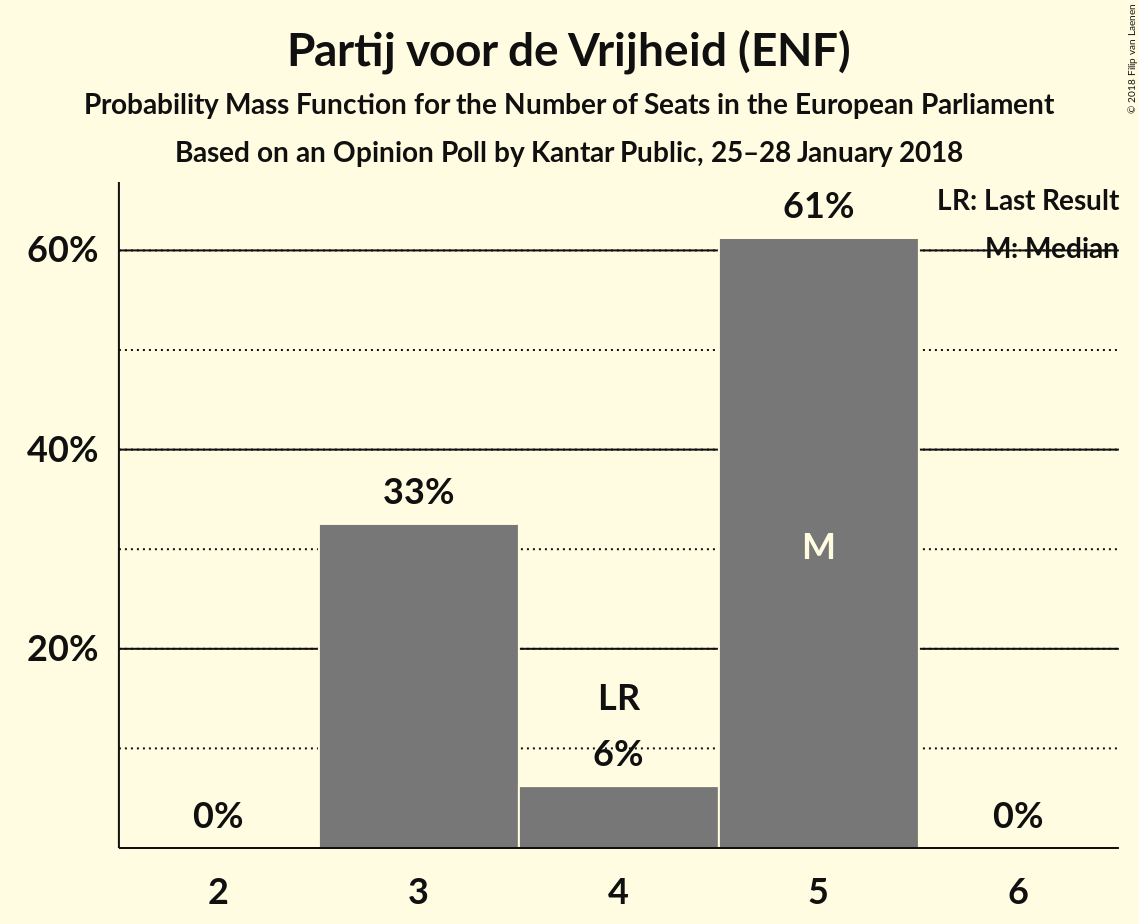 Partij voor de Vrijheid (ENF)
Probability Mass Function for the Number of Seats in the European Parliament
Based on an Opinion Poll by Kantar Public, 25–28 January 2018
© 2018 Filip van Laenen
LR: Last Result
M: Median
61%
60%
40%
33%
M
20%
LR
6%
0%
0%
2 3 4 5 6